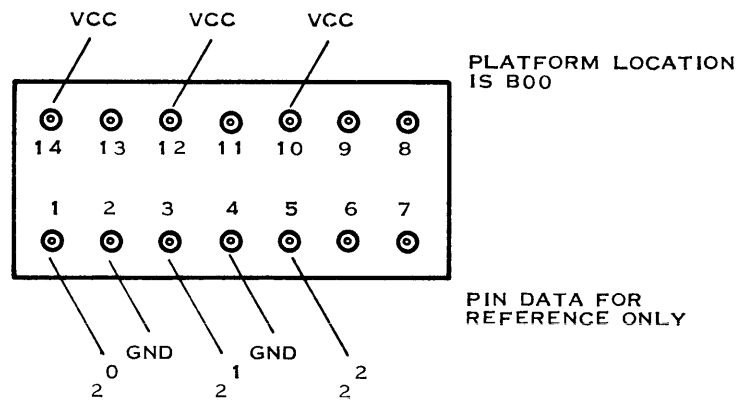 VCC VCC VCC
PLATFORM LOCATION
IS B00
14 13 12 11 10 9 8
1 2 3 4 5 6 7
PIN DATA FOR
REFERENCE ONLY
GND GND
2^0 2^1 2^2